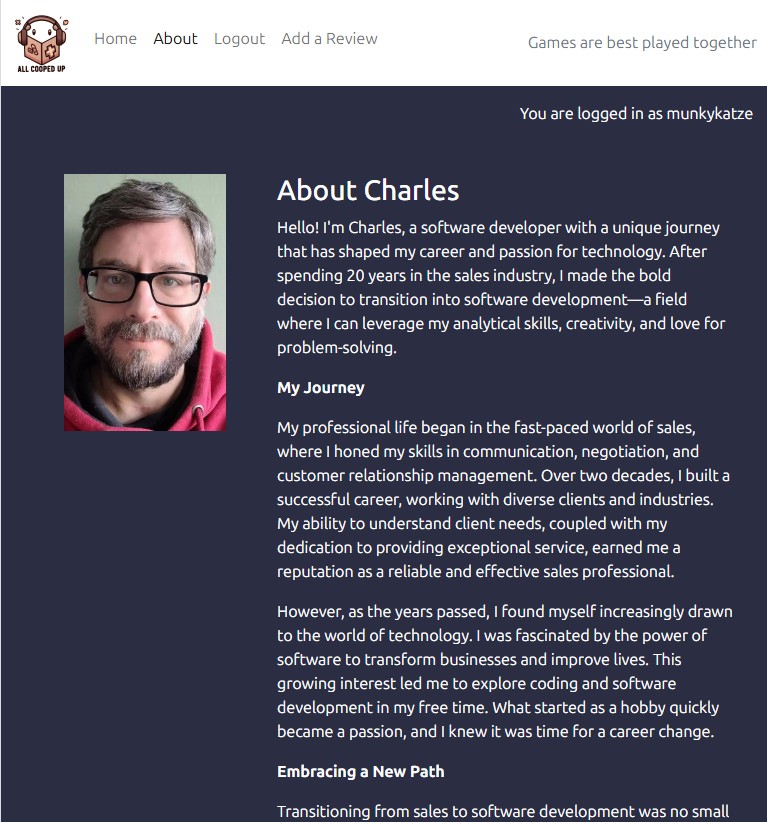 ALL COOPED UP
Home About Logout Add a Review
Games are best played together
You are logged in as munkykatze
About Charles
Hello! I'm Charles, a software developer with a unique journey
that has shaped my career and passion for technology. After
spending 20 years in the sales industry, I made the bold
decision to transition into software development—a field
where I can leverage my analytical skills, creativity, and love for
problem-solving.
My Journey
My professional life began in the fast-paced world of sales,
where I honed my skills in communication, negotiation, and
customer relationship management. Over two decades, I built a
successful career, working with diverse clients and industries.
My ability to understand client needs, coupled with my
dedication to providing exceptional service, earned me a
reputation as a reliable and effective sales professional.
However, as the years passed, I found myself increasingly drawn
to the world of technology. I was fascinated by the power of
software to transform businesses and improve lives. This
growing interest led me to explore coding and software
development in my free time. What started as a hobby quickly
became a passion, and I knew it was time for a career change.
Embracing a New Path
Transitioning from sales to software development was no small